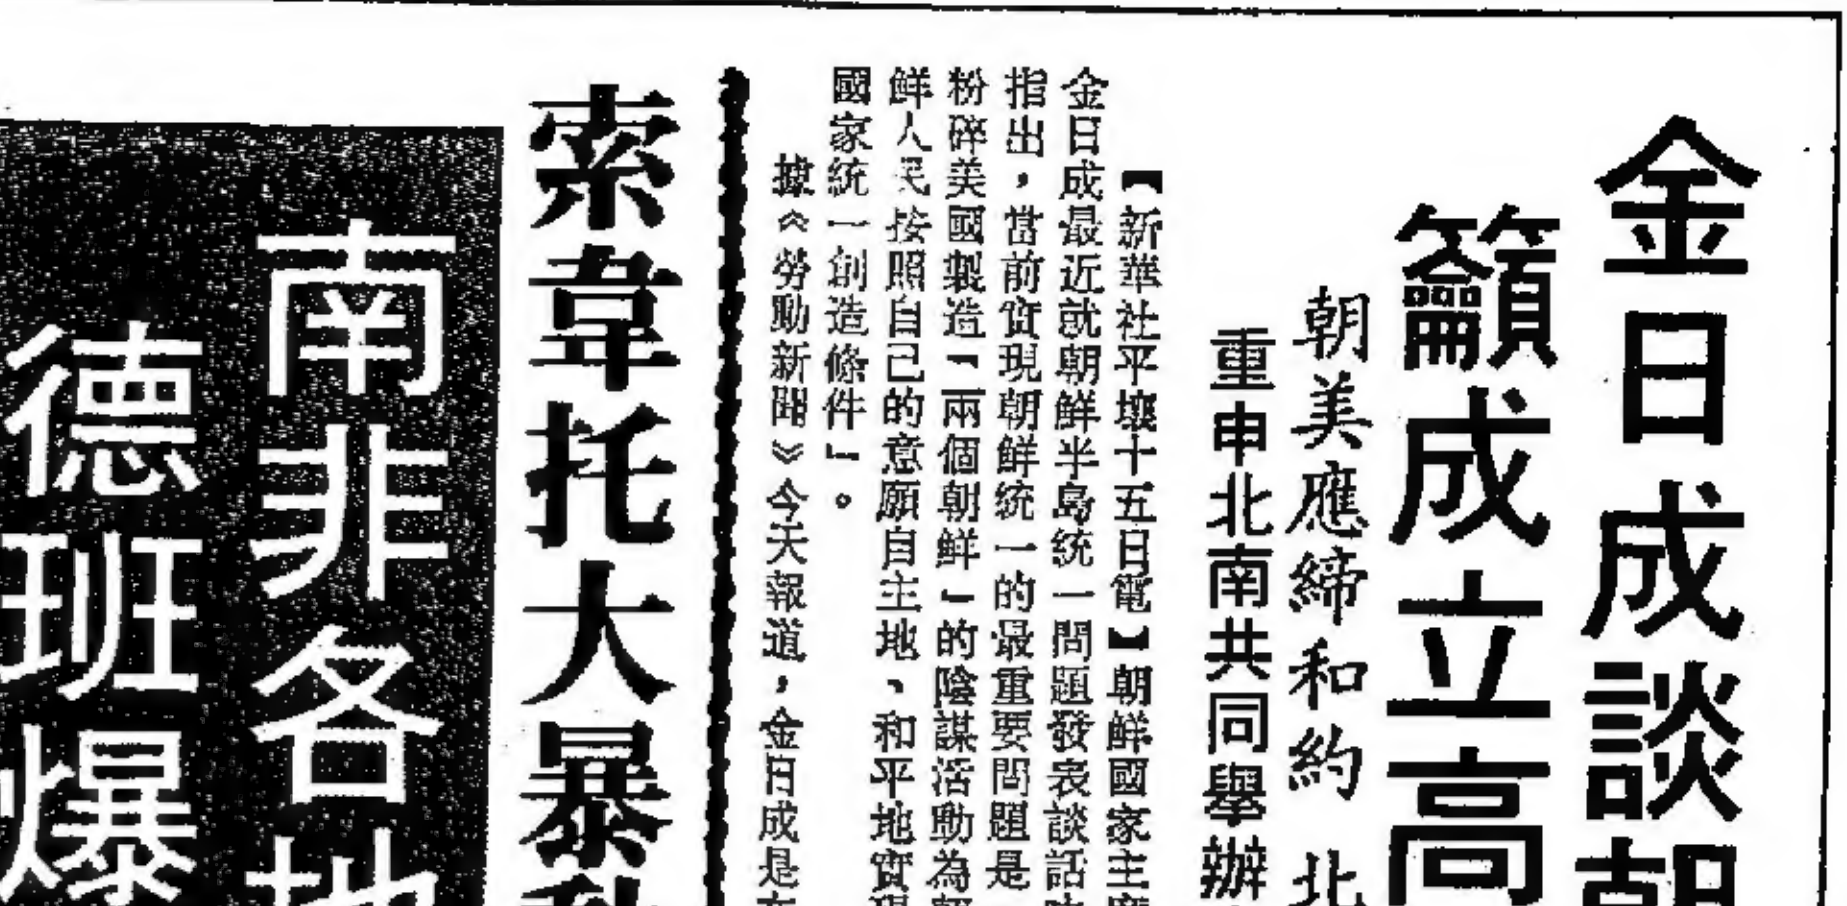 金日成談朝
籲成立高
朝美應締和約 北
重申北南共同舉辦
【新華社平壤十五日電】朝鮮國家主席
金日成最近就朝鮮半島統一問題發表談話時
指出，當前實現朝鮮統一的最重要問題是
粉碎美國製造「兩個朝鮮」的陰謀活動為朝
鮮人民按照自己的意願自主地、和平地實現
國家統一創造條件」。
據《勞動新聞》今天報道，金日成是在
索韋托大暴動
南非各地
德班爆